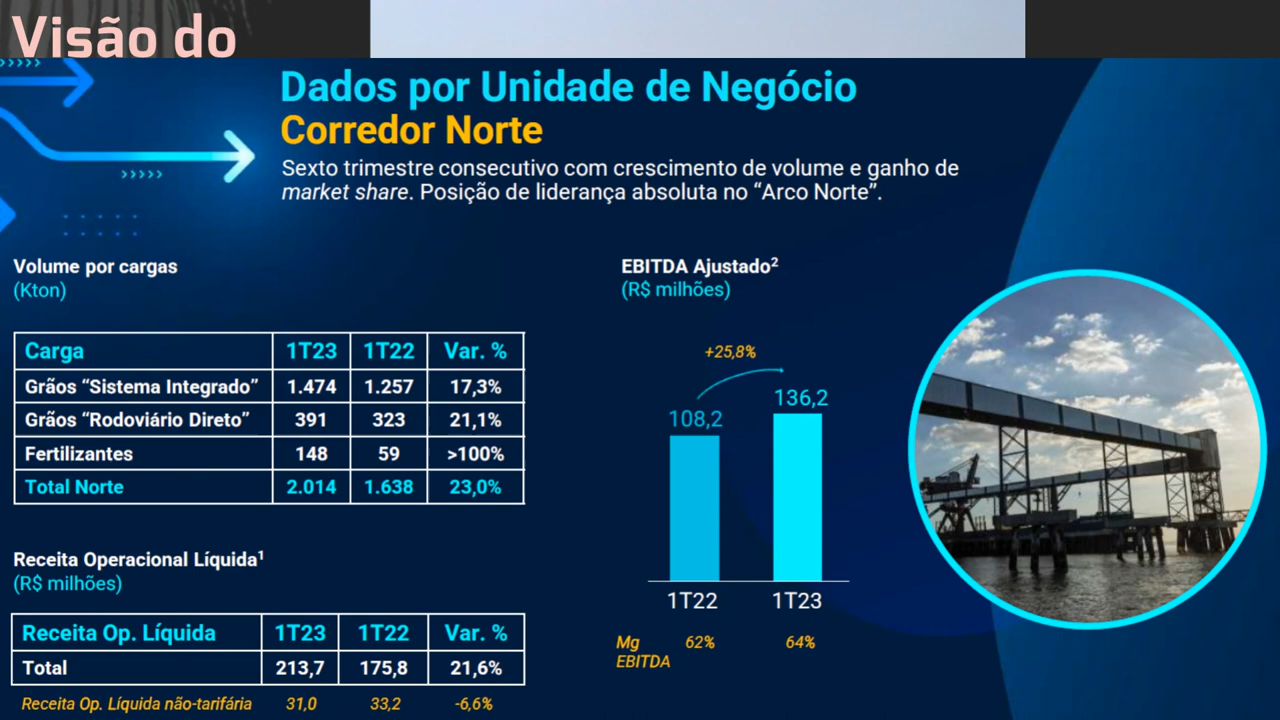 Visão do
Dados por Unidade de Negócio
Corredor Norte
Sexto trimestre consecutivo com crescimento de volume e ganho de
market share. Posição de liderança absoluta no “Arco Norte”.
Volume por cargas
(Kton)
Carga 1T23 1T22 Var. %
Grãos “Sistema Integrado” 1.474 1.257 17,3%
Grãos “Rodoviário Direto” 391 323 21,1%
Fertilizantes 148 59 >100%
Total Norte 2.014 1.638 23,0%
Receita Operacional Líquida¹
(R$ milhões)
Receita Op. Líquida 1T23 1T22 Var. %
Total 213,7 175,8 21,6%
Receita Op. Líquida não-tarifária 31,0 33,2 -6,6%
EBITDA Ajustado²
(R$ milhões)
+25,8%
108,2 136,2
1T22 1T23
Mg 62% 64%
EBITDA